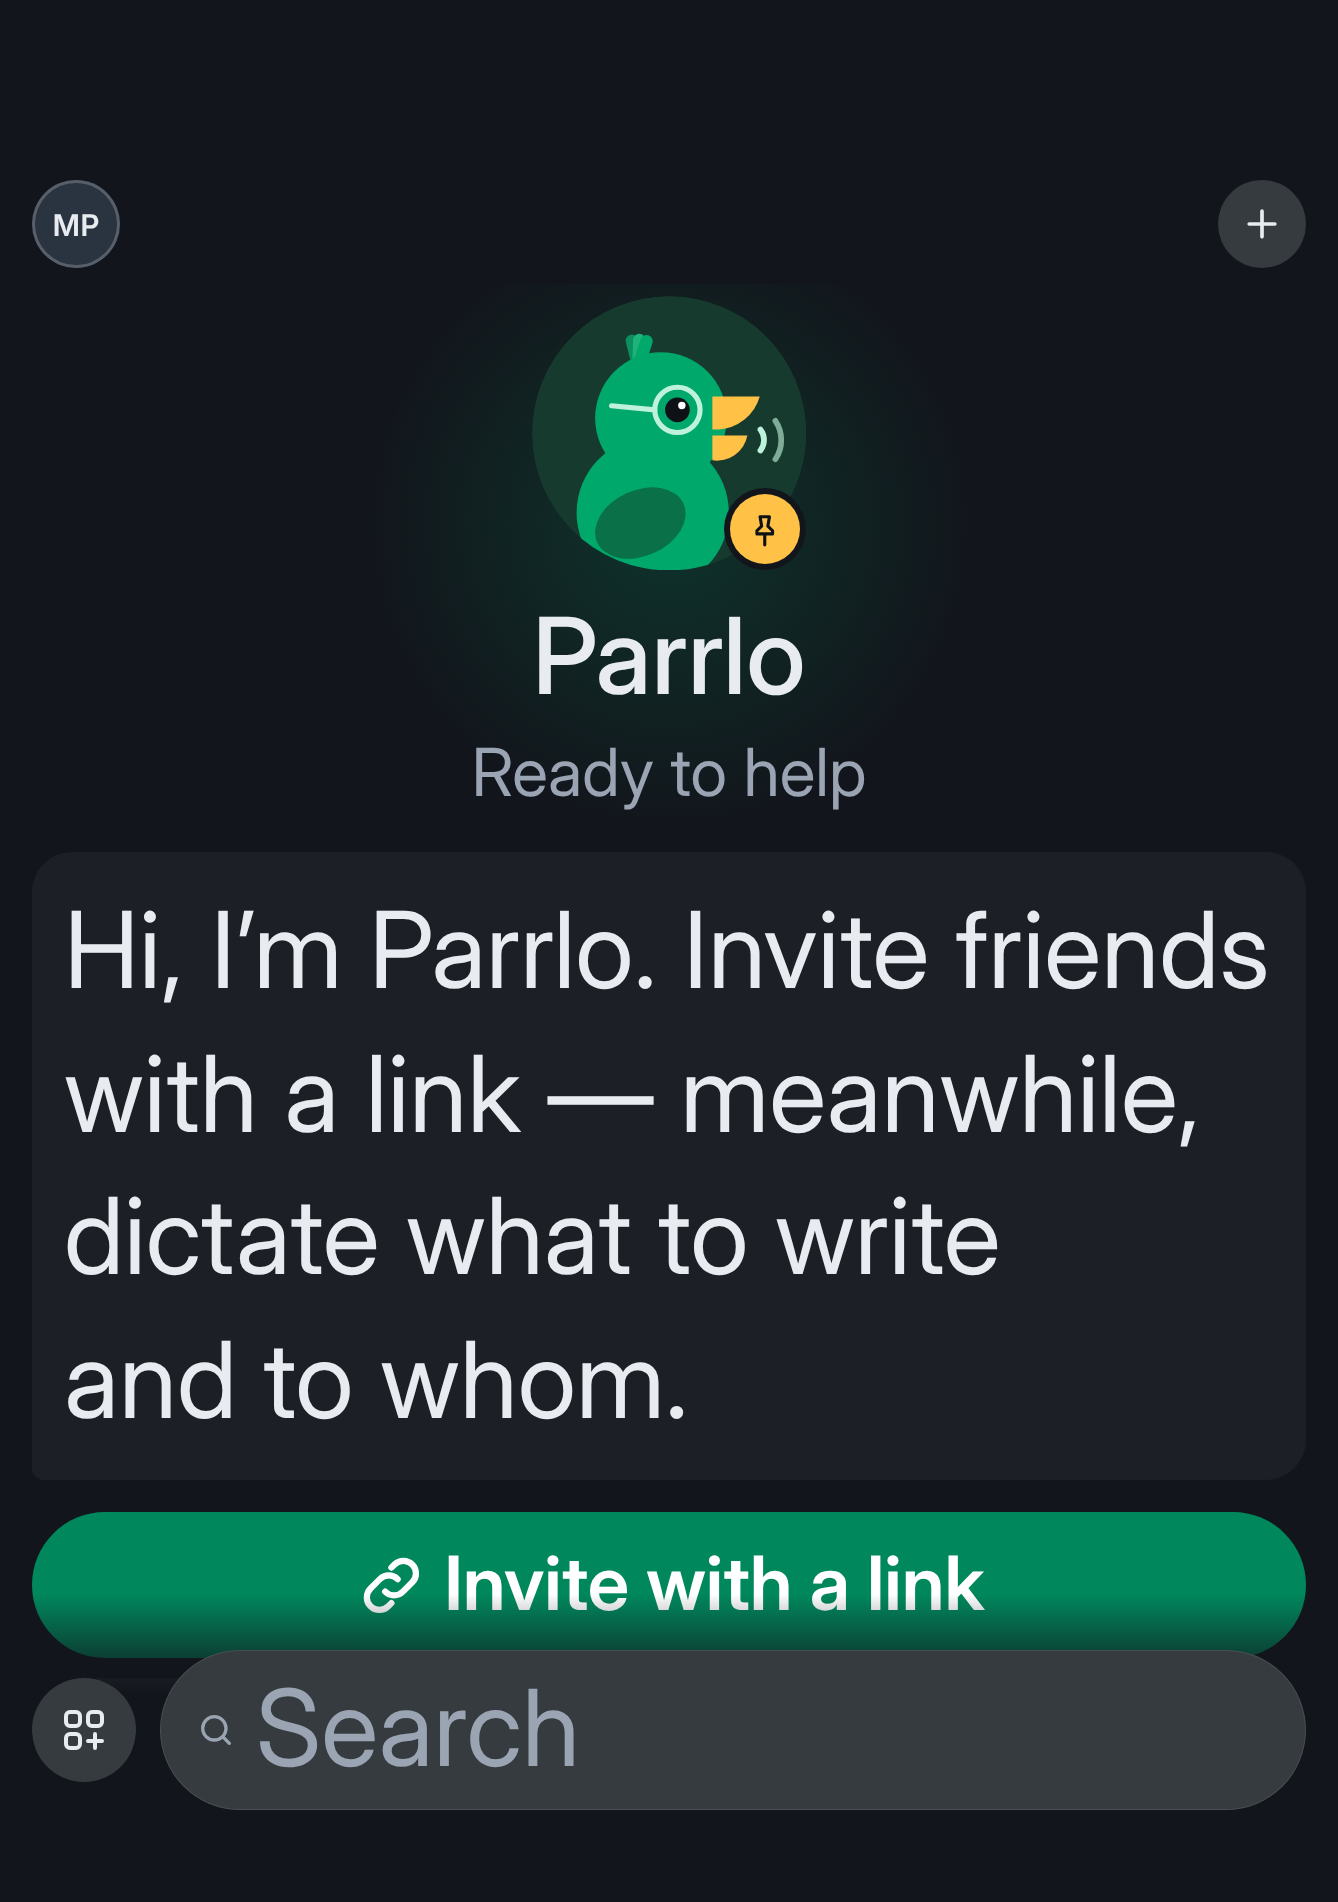 MP
Parrlo
Ready to help
Hi, I’m Parrlo. Invite friends
with a link — meanwhile,
dictate what to write
and to whom.
Invite with a link
Search